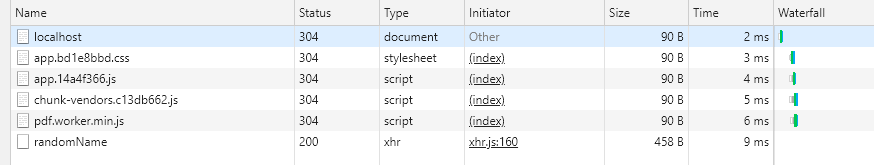 Name Status Type Initiator Size Time Waterfall
localhost 304 document Other 90 B 2 ms
app.bd1e8bbd.css 304 stylesheet (index) 90 B 3 ms
app.14a4f366.js 304 script (index) 90 B 4 ms
chunk-vendors.c13db662.js 304 script (index) 90 B 5 ms
pdf.worker.min.js 304 script (index) 90 B 6 ms
randomName 200 xhr xhr.js:160 458 B 9 ms